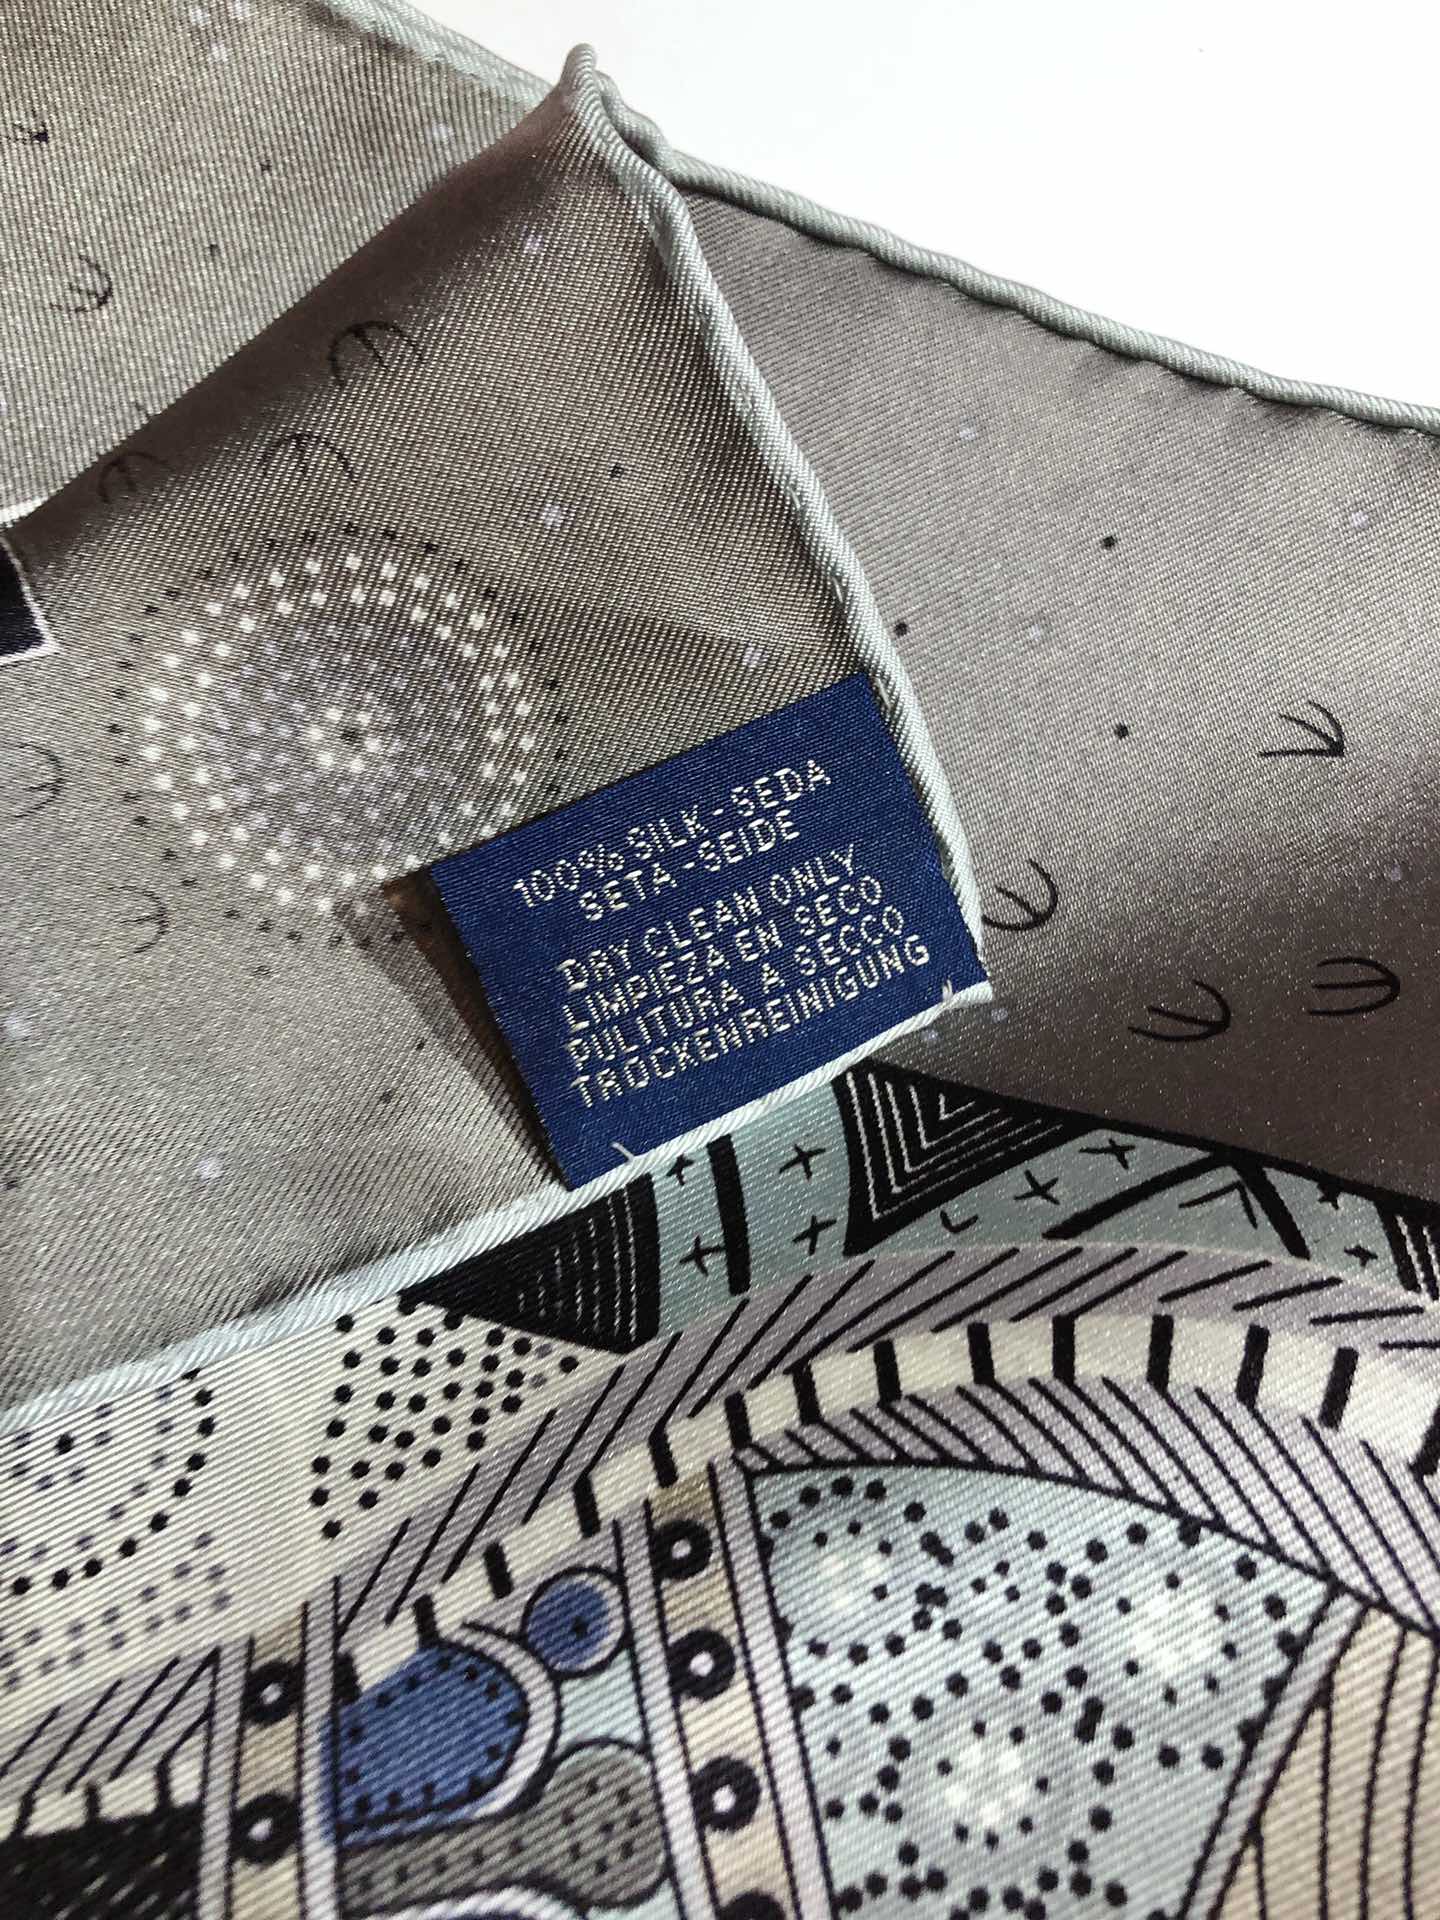 100% SILK-SEDA
SETA-SEIDE
DRY CLEAN ONLY
LIMPIEZA EN SECO
PULITURA A SECCO
TROCKENREINIGUNG